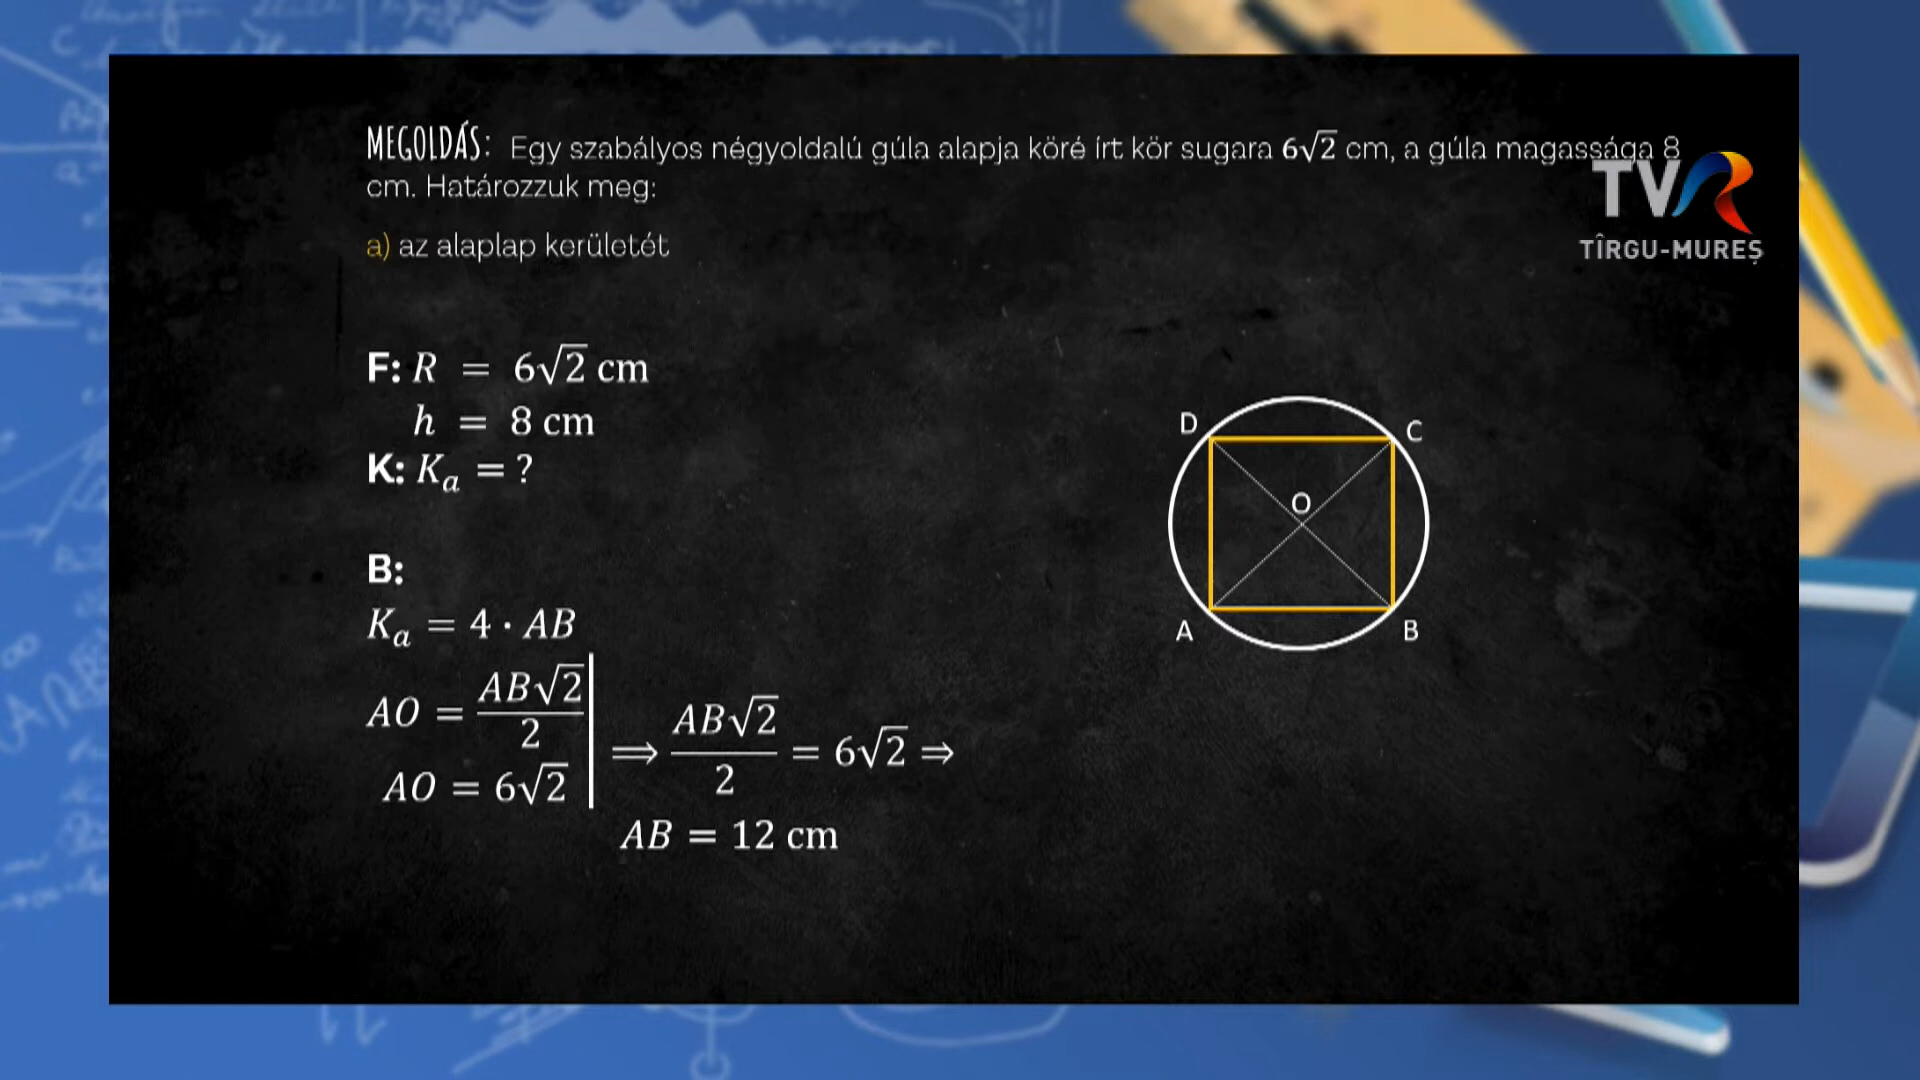 MEGOLDÁS: Egy szabályos négyoldalú gúla alapja köré írt kör sugara 6√2 cm, a gúla magassága 8
cm. Határozzuk meg:
TVR
TÎRGU-MUREȘ
a) az alaplap kerületét
F: R = 6√2 cm
h = 8 cm
K: Kₐ = ?
B:
Kₐ = 4 · AB
AO = AB√2/2
AO = 6√2
⟹ AB√2/2 = 6√2 ⇒
AB = 12 cm
D
C
O
A
B